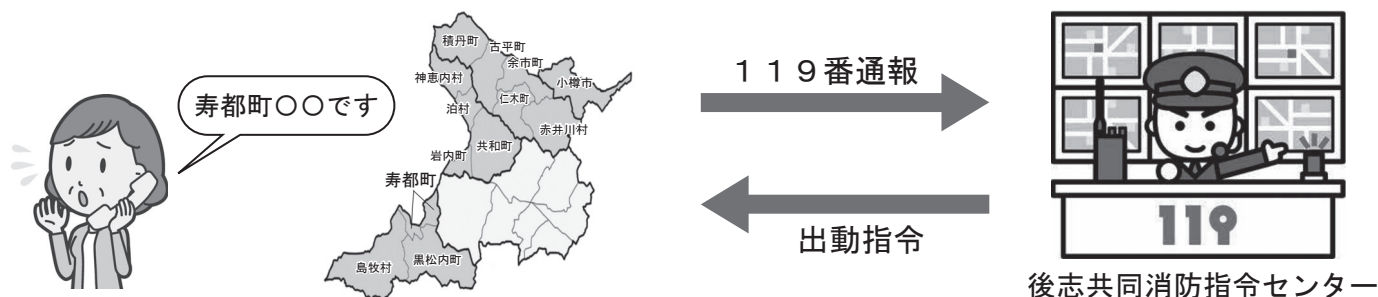 寿都町〇〇です
積丹町
古平町
余市町
小樽市
神恵内村
仁木町
泊村
赤井川村
共和町
岩内町
寿都町
島牧村
黒松内町
119番通報
出動指令
119
後志共同消防指令センター